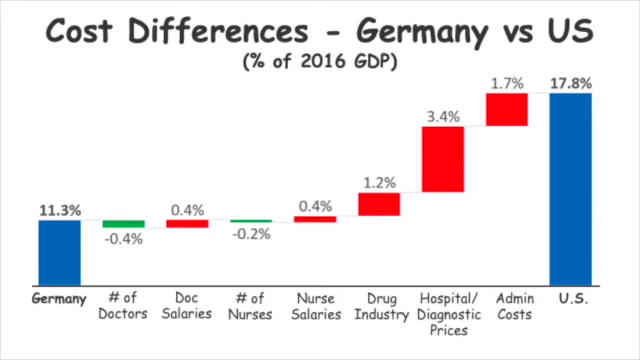 Cost Differences - Germany vs US
(% of 2016 GDP)
11.3%
-0.4%
0.4%
-0.2%
0.4%
1.2%
3.4%
1.7%
17.8%
Germany
# of
Doctors
Doc
Salaries
# of
Nurses
Nurse
Salaries
Drug
Industry
Hospital/
Diagnostic
Prices
Admin
Costs
U.S.